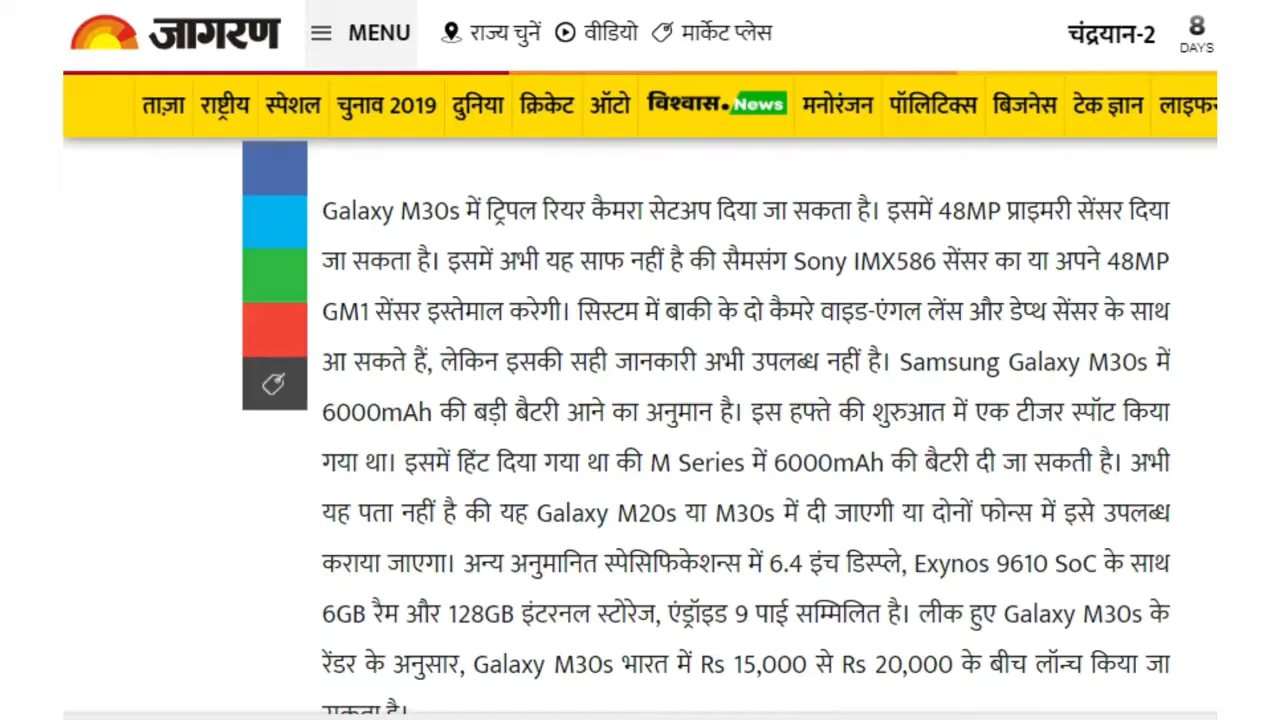 जागरण MENU राज्य चुनें वीडियो मार्केट प्लेस चंद्रयान-2 8
DAYS
ताज़ा राष्ट्रीय स्पेशल चुनाव 2019 दुनिया क्रिकेट ऑटो विश्वास.News मनोरंजन पॉलिटिक्स बिजनेस टेक ज्ञान
Galaxy M30s में ट्रिपल रियर कैमरा सेटअप दिया जा सकता है। इसमें 48MP प्राइमरी सेंसर दिया
जा सकता है। इसमें अभी यह साफ नहीं है की सैमसंग Sony IMX586 सेंसर का या अपने 48MP
GM1 सेंसर इस्तेमाल करेगी। सिस्टम में बाकी के दो कैमरे वाइड-एंगल लेंस और डेप्थ सेंसर के साथ
आ सकते हैं, लेकिन इसकी सही जानकारी अभी उपलब्ध नहीं है। Samsung Galaxy M30s में
6000mAh की बड़ी बैटरी आने का अनुमान है। इस हफ्ते की शुरुआत में एक टीजर स्पॉट किया
गया था। इसमें हिंट दिया गया था की M Series में 6000mAh की बैटरी दी जा सकती है। अभी
यह पता नहीं है की यह Galaxy M20s या M30s में दी जाएगी या दोनों फोन्स में इसे उपलब्ध
कराया जाएगा। अन्य अनुमानित स्पेसिफिकेशन्स में 6.4 इंच डिस्प्ले, Exynos 9610 SoC के साथ
6GB रैम और 128GB इंटरनल स्टोरेज, एंड्रॉइड 9 पाई सम्मिलित है। लीक हुए Galaxy M30s के
रेंडर के अनुसार, Galaxy M30s भारत में Rs 15,000 से Rs 20,000 के बीच लॉन्च किया जा